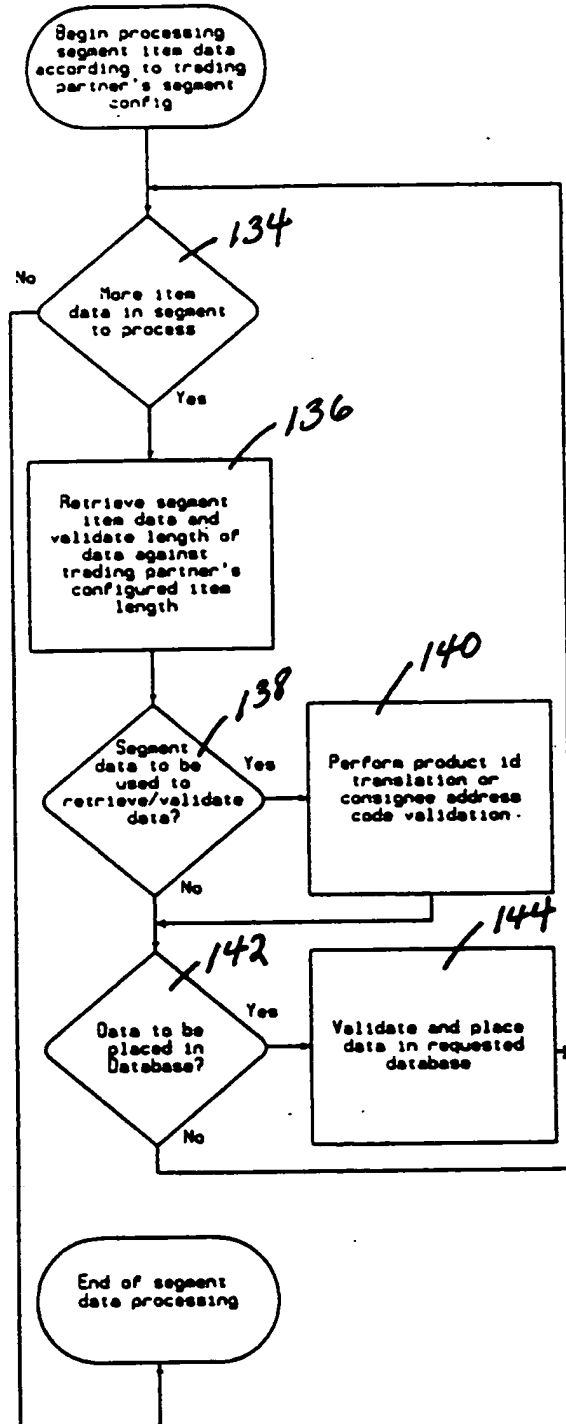 Begin processing
segment item data
according to trading
partner's segment
config
134
No
More item
data in segment
to process
Yes
136
Retrieve segment
item data and
validate length of
data against
trading partner's
configured item
length
138
140
Segment
data to be
used to
retrieve/validate
data?
Yes
Perform product id
translation or
consignee address
code validation.
No
142
144
Data to be
placed in
Database?
Yes
Validate and place
data in requested
database
No
End of segment
data processing